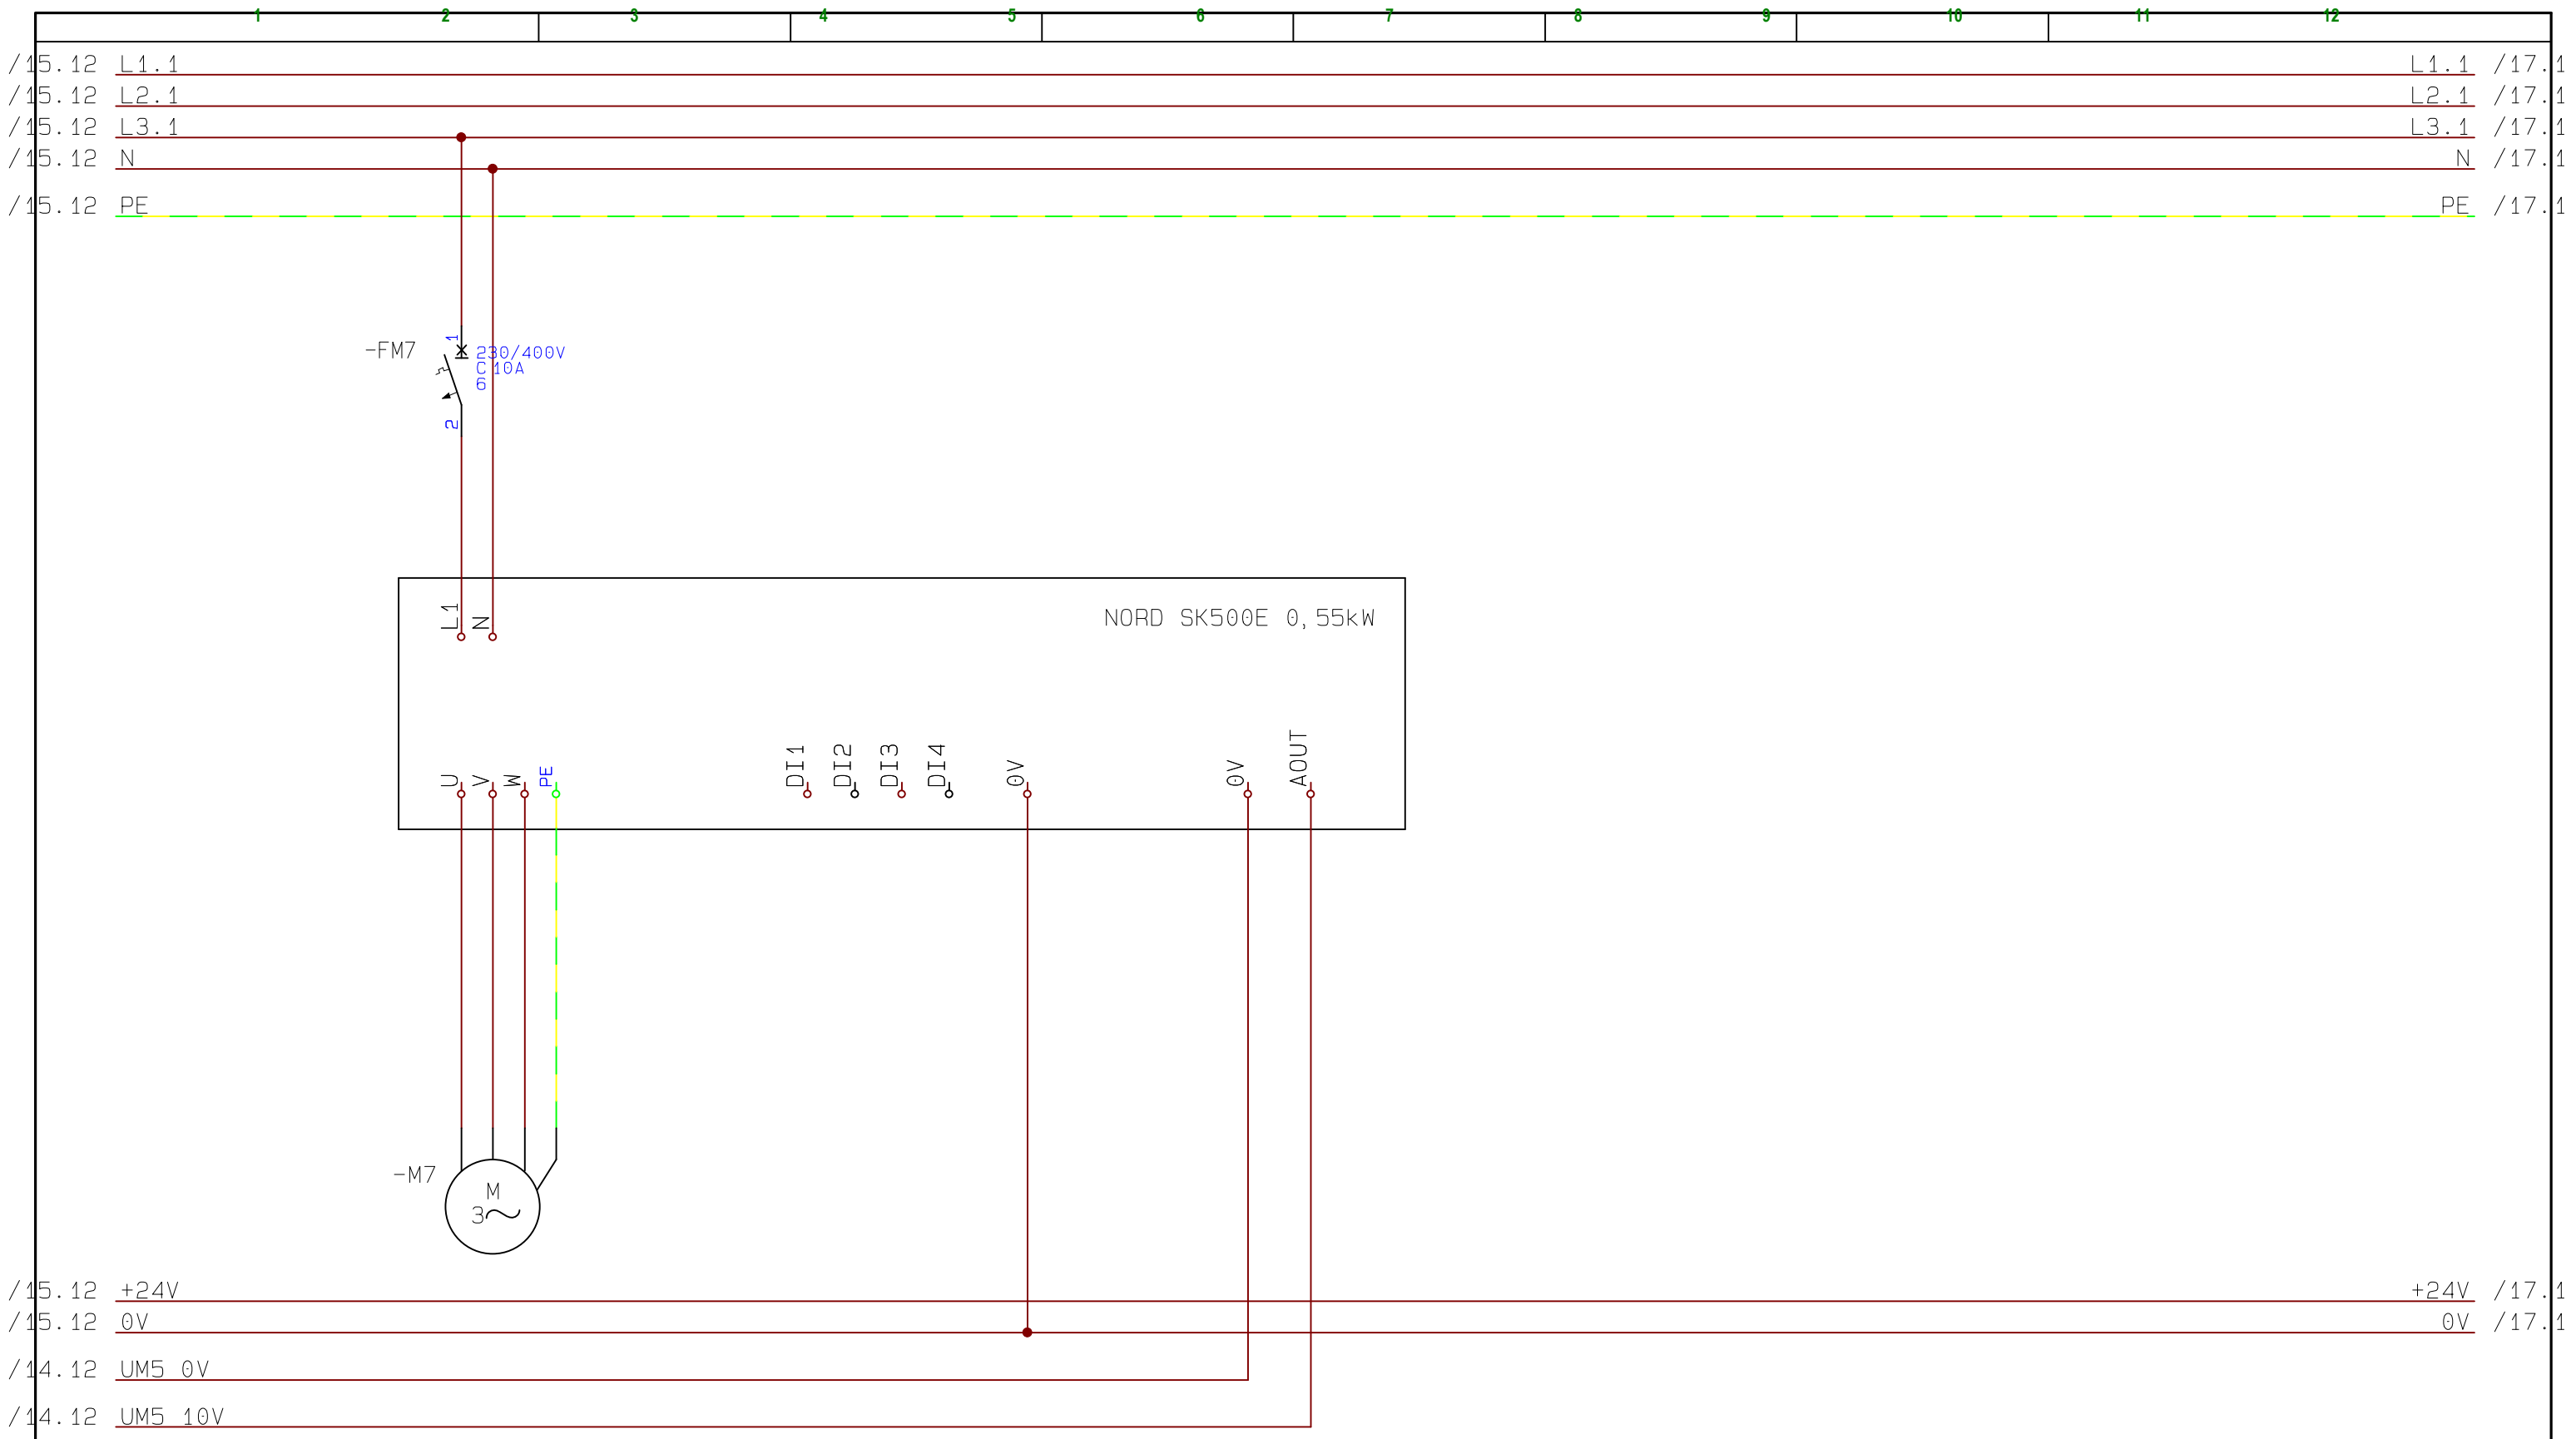 1 2 3 4 5 6 7 8 9 10 11 12
/15.12 L1.1 L1.1 /17.1
/15.12 L2.1 L2.1 /17.1
/15.12 L3.1 L3.1 /17.1
/15.12 N N /17.1
/15.12 PE PE /17.1
1
-FM7 230/400V
C 10A
6
2
L1 N NORD SK500E 0,55kW
U V W PE DI1 DI2 DI3 DI4 0V 0V AOUT
-M7
M
3~
/15.12 +24V +24V /17.1
/15.12 0V 0V /17.1
/14.12 UM5 0V
/14.12 UM5 10V